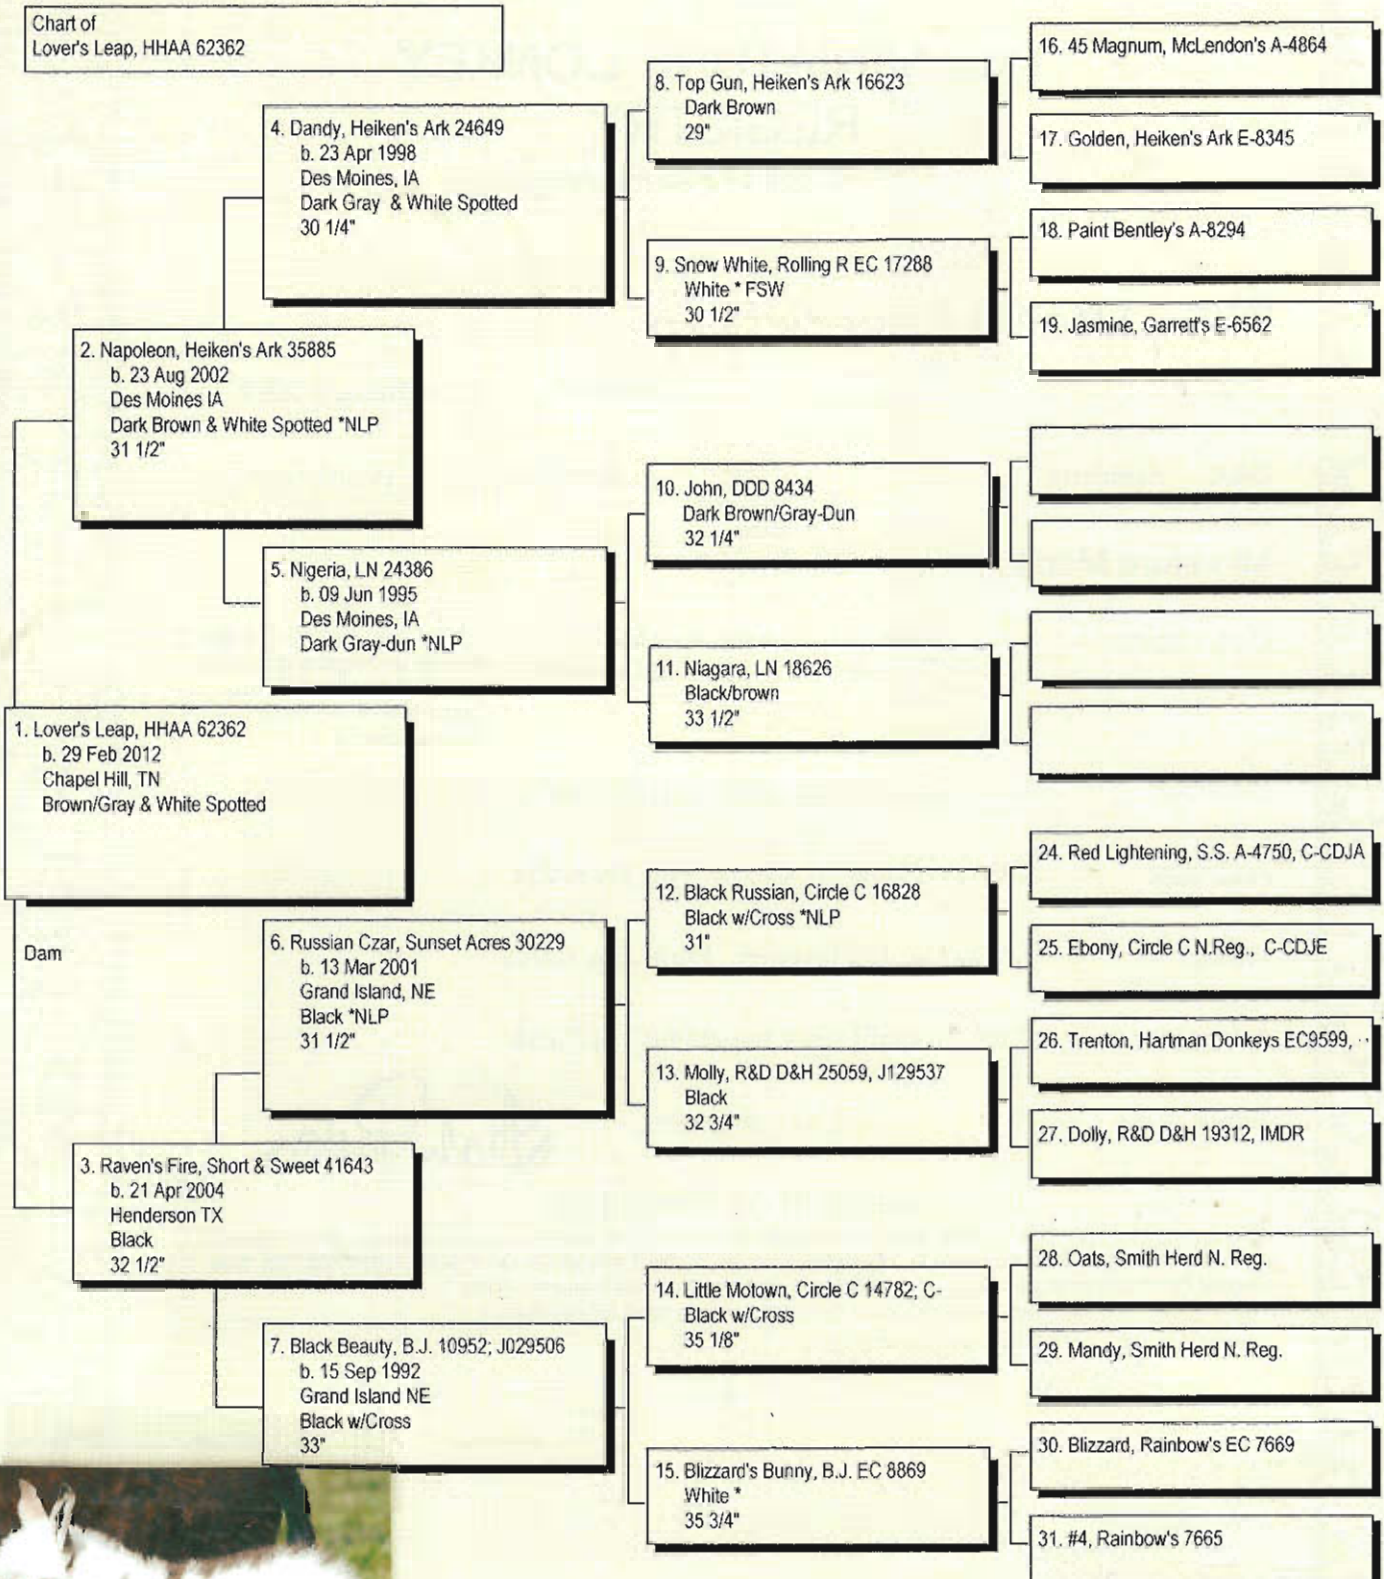 Chart of
Lover's Leap, HHAA 62362
1. Lover's Leap, HHAA 62362
b. 29 Feb 2012
Chapel Hill, TN
Brown/Gray & White Spotted
Dam
2. Napoleon, Heiken's Ark 35885
b. 23 Aug 2002
Des Moines IA
Dark Brown & White Spotted *NLP
31 1/2"
3. Raven's Fire, Short & Sweet 41643
b. 21 Apr 2004
Henderson TX
Black
32 1/2"
4. Dandy, Heiken's Ark 24649
b. 23 Apr 1998
Des Moines, IA
Dark Gray & White Spotted
30 1/4"
5. Nigeria, LN 24386
b. 09 Jun 1995
Des Moines, IA
Dark Gray-dun *NLP
6. Russian Czar, Sunset Acres 30229
b. 13 Mar 2001
Grand Island, NE
Black *NLP
31 1/2"
7. Black Beauty, B.J. 10952; J029506
b. 15 Sep 1992
Grand Island NE
Black w/Cross
33"
8. Top Gun, Heiken's Ark 16623
Dark Brown
29"
9. Snow White, Rolling R EC 17288
White * FSW
30 1/2"
10. John, DDD 8434
Dark Brown/Gray-Dun
32 1/4"
11. Niagara, LN 18626
Black/brown
33 1/2"
12. Black Russian, Circle C 16828
Black w/Cross *NLP
31"
13. Molly, R&D D&H 25059, J129537
Black
32 3/4"
14. Little Motown, Circle C 14782; C-
Black w/Cross
35 1/8"
15. Blizzard's Bunny, B.J. EC 8869
White *
35 3/4"
16. 45 Magnum, McLendon's A-4864
17. Golden, Heiken's Ark E-8345
18. Paint Bentley's A-8294
19. Jasmine, Garrett's E-6562
24. Red Lightening, S.S. A-4750, C-CDJA
25. Ebony, Circle C N.Reg., C-CDJE
26. Trenton, Hartman Donkeys EC9599,
27. Dolly, R&D D&H 19312, IMDR
28. Oats, Smith Herd N. Reg.
29. Mandy, Smith Herd N. Reg.
30. Blizzard, Rainbow's EC 7669
31. #4, Rainbow's 7665